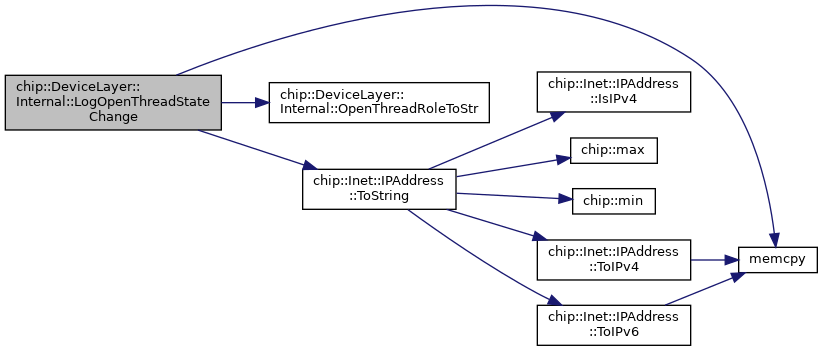 chip::DeviceLayer::
Internal::LogOpenThreadState
Change
chip::DeviceLayer::
Internal::OpenThreadRoleToStr
chip::Inet::IPAddress
::ToString
chip::Inet::IPAddress
::IsIPv4
chip::max
chip::min
chip::Inet::IPAddress
::ToIPv4
chip::Inet::IPAddress
::ToIPv6
memcpy